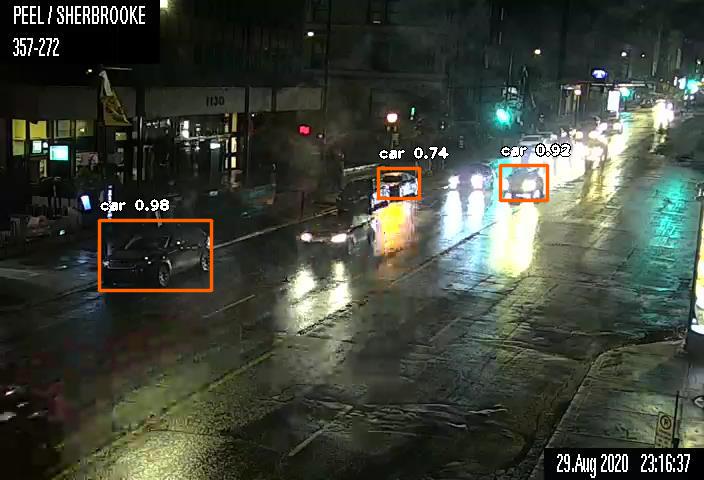 PEEL / SHERBROOKE
357-272
1130
car 0.74
car 0.92
car 0.98
29.Aug 2020 23:16:37